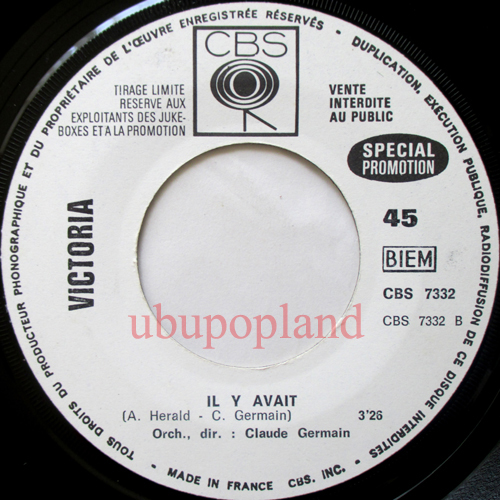 TOUS DROITS DU PRODUCTEUR PHONOGRAPHIQUE ET DU PROPRIÉTAIRE DE L'ŒUVRE ENREGISTRÉE RÉSERVÉS - DUPLICATION, EXÉCUTION PUBLIQUE, RADIODIFFUSION DE CE DISQUE INTERDITES
CBS
TIRAGE LIMITE
RESERVE AUX
EXPLOITANTS DES JUKE-
BOXES ET A LA PROMOTION
VENTE
INTERDITE
AU PUBLIC
SPECIAL
PROMOTION
VICTORIA
45
BIEM
CBS 7332
CBS 7332 B
ubupopland
IL Y AVAIT
(A. Herald - C. Germain) 3'26
Orch., dir. : Claude Germain
- MADE IN FRANCE CBS. INC. -